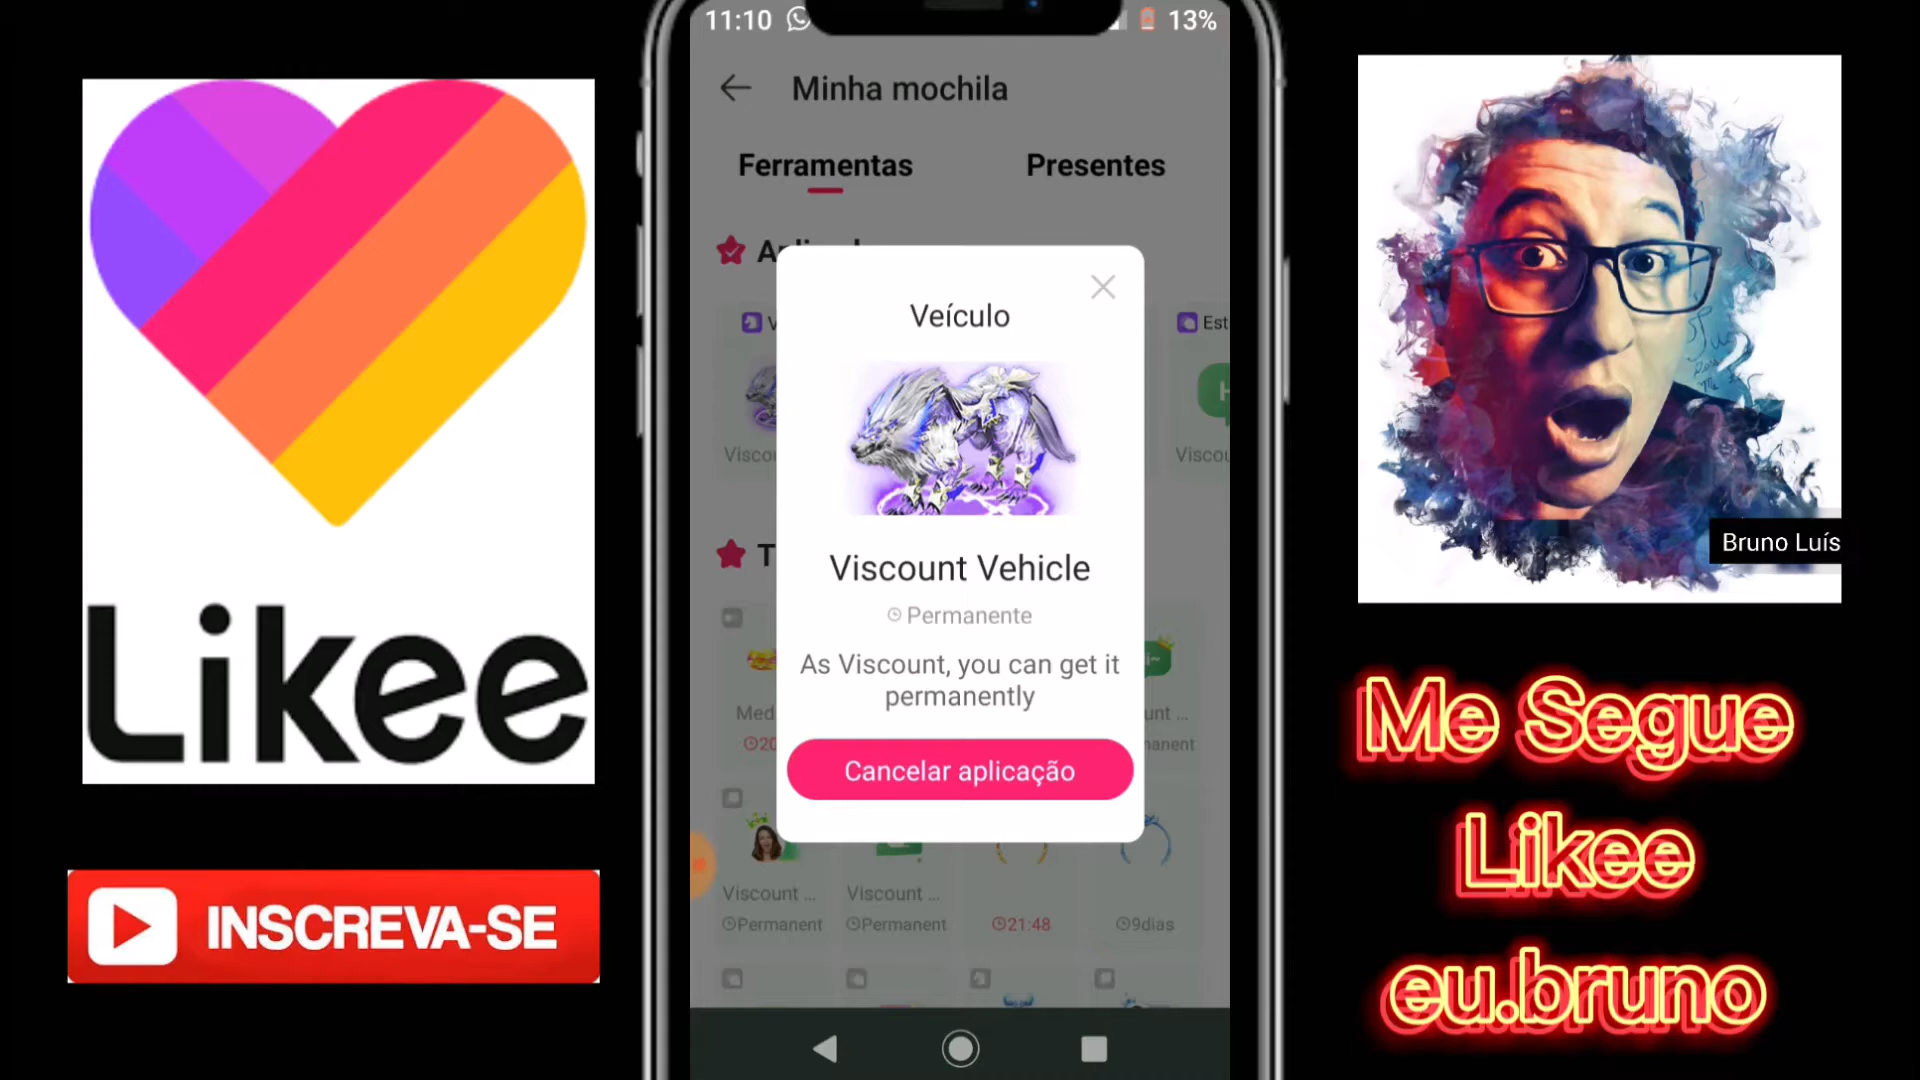 11:10
13%
Minha mochila
Ferramentas
Presentes
Veículo
Est
Viscount Vehicle
Permanente
As Viscount, you can get it
permanently
Cancelar aplicação
Viscount ...
Viscount ...
Permanent
Permanent
21:48
9dias
Likee
INSCREVA-SE
Bruno Luís
Me Segue
Likee
eu.bruno